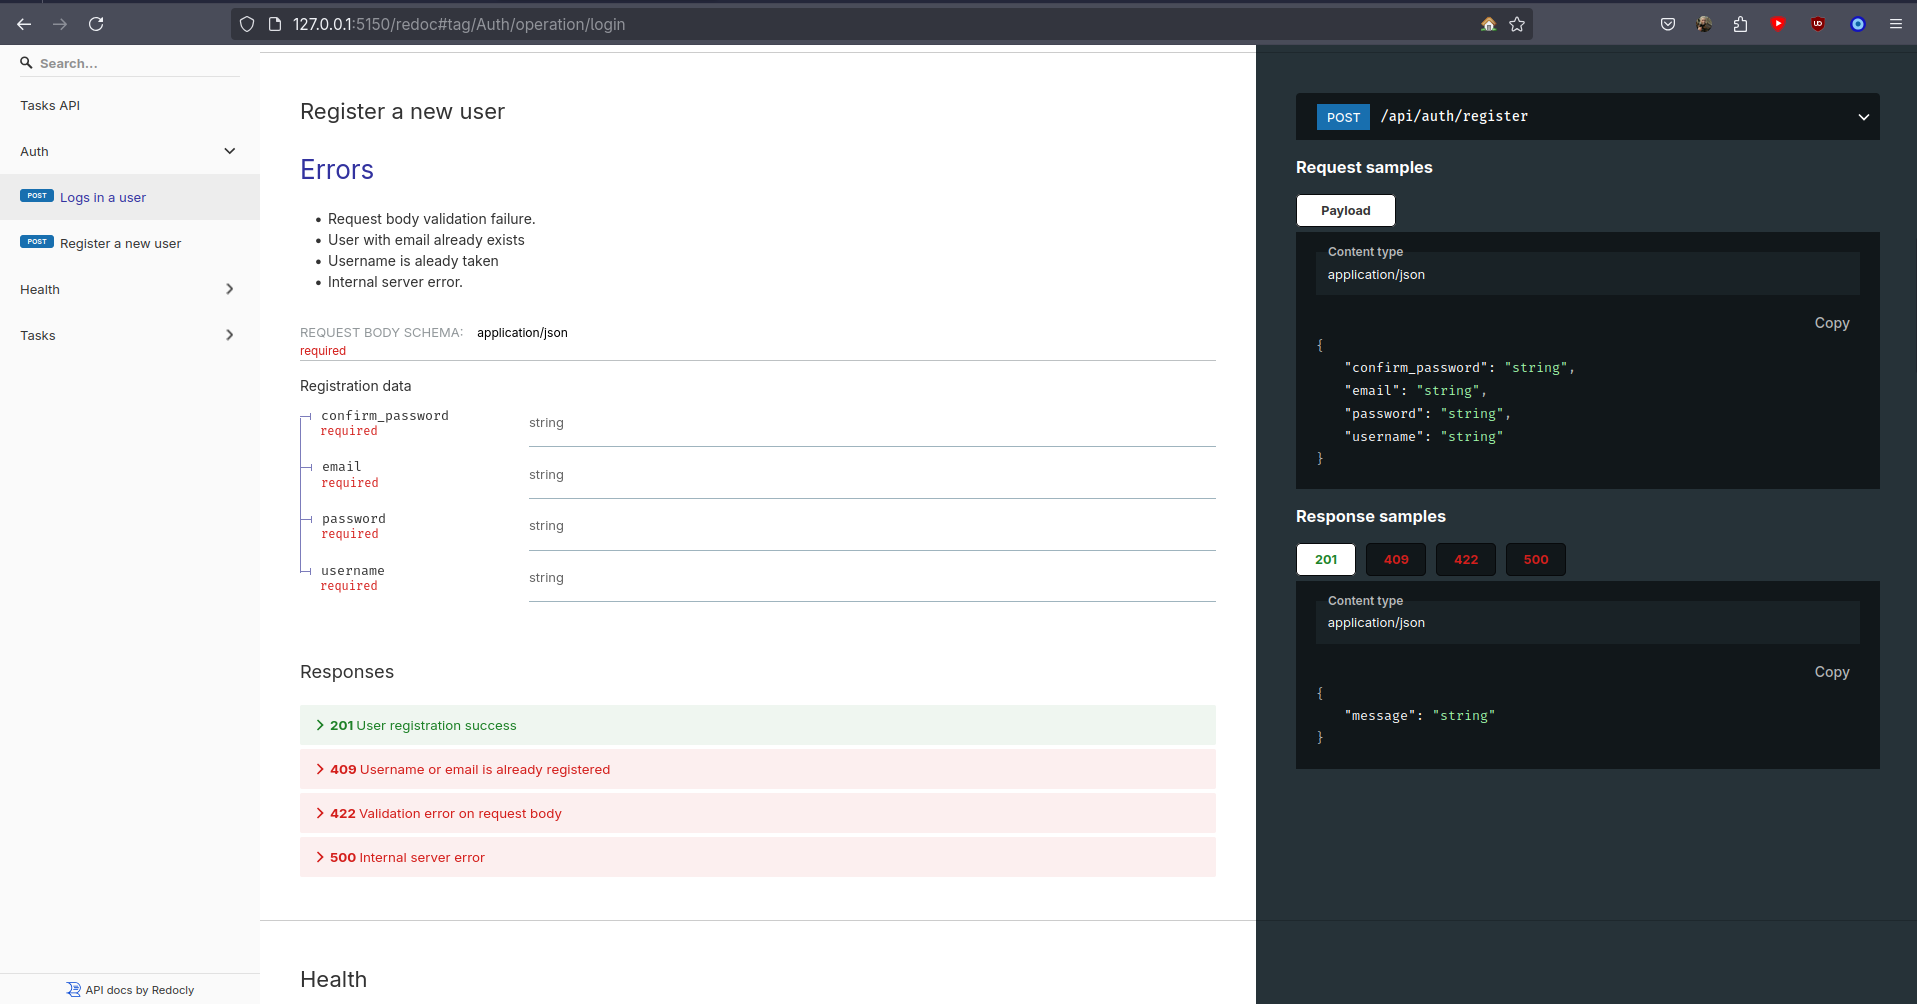 127.0.0.1:5150/redoc#tag/Auth/operation/login
Search...
Tasks API
Auth
POST Logs in a user
POST Register a new user
Health
Tasks
API docs by Redocly
Register a new user
Errors
• Request body validation failure.
• User with email already exists
• Username is aleady taken
• Internal server error.
REQUEST BODY SCHEMA: application/json
required
Registration data
confirm_password
required
string
email
required
string
password
required
string
username
required
string
Responses
201 User registration success
409 Username or email is already registered
422 Validation error on request body
500 Internal server error
Health
POST /api/auth/register
Request samples
Payload
Content type
application/json
Copy
{
"confirm_password": "string",
"email": "string",
"password": "string",
"username": "string"
}
Response samples
201 409 422 500
Content type
application/json
Copy
{
"message": "string"
}